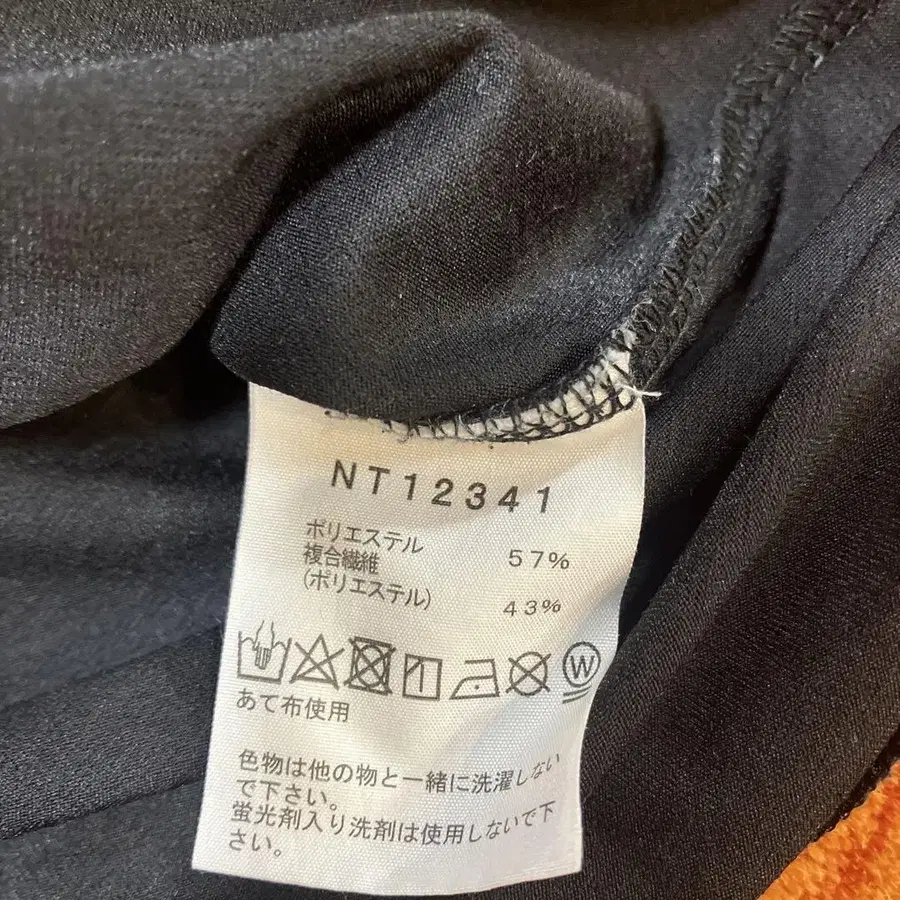 NT12341
ポリエステル 57%
複合繊維
(ポリエステル) 43%
W
あて布使用
色物は他の物と一緒に洗濯しない
で下さい。
蛍光剤入り洗剤は使用しないで下
さい。